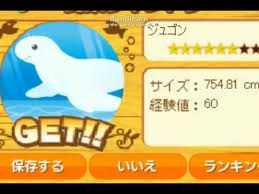 Bandicam
ジュゴン
★★★★★★☆
サイズ：754.81 cm
経験値：60
GET!!
保存する
いいえ
ランキン